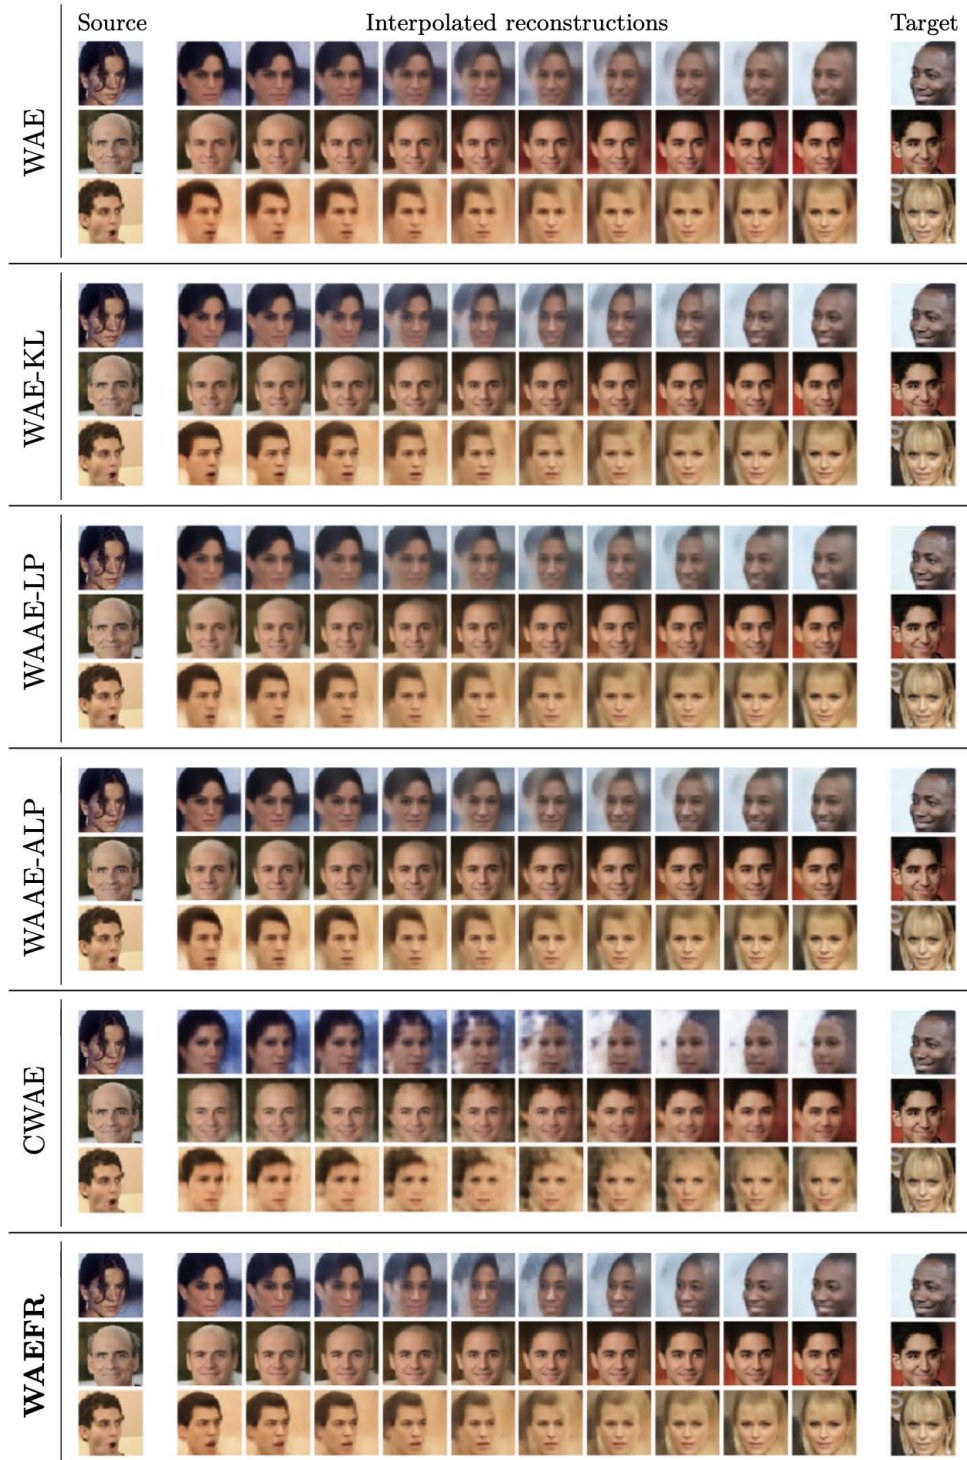 Source Interpolated reconstructions Target
WAE
WAE-KL
WAAE-LP
WAAE-ALP
CWAE
WAEFR